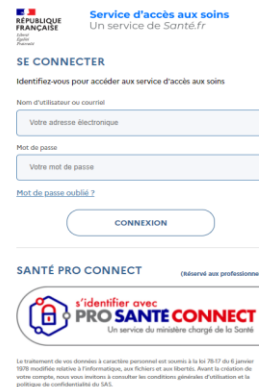 RÉPUBLIQUE
FRANÇAISE
Liberté
Égalité
Fraternité
Service d'accès aux soins
Un service de Santé.fr
SE CONNECTER
Identifiez-vous pour accéder aux service d'accès aux soins
Nom d'utilisateur ou courriel
Votre adresse électronique
Mot de passe
Votre mot de passe
Mot de passe oublié ?
CONNEXION
SANTÉ PRO CONNECT
(Réservé aux professionne
s'identifier avec
PRO SANTÉ CONNECT
Un service du ministère chargé de la Santé
Le traitement de vos données à caractère personnel est soumis à la loi 78-17 du 6 janvier
1978 modifiée relative à l'informatique, aux fichiers et aux libertés. Avant la création de
votre compte, nous vous invitons à consulter les conditions générales d'utilisation et la
politique de confidentialité du SAS.